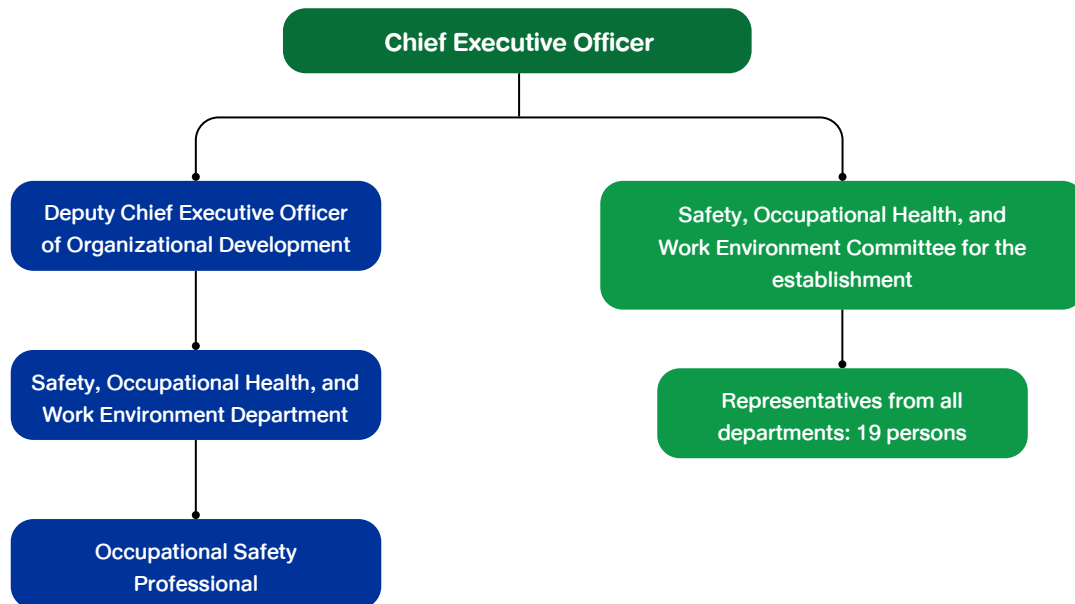 Chief Executive Officer
Deputy Chief Executive Officer
of Organizational Development
Safety, Occupational Health, and
Work Environment Committee for the
establishment
Safety, Occupational Health, and
Work Environment Department
Representatives from all
departments: 19 persons
Occupational Safety
Professional